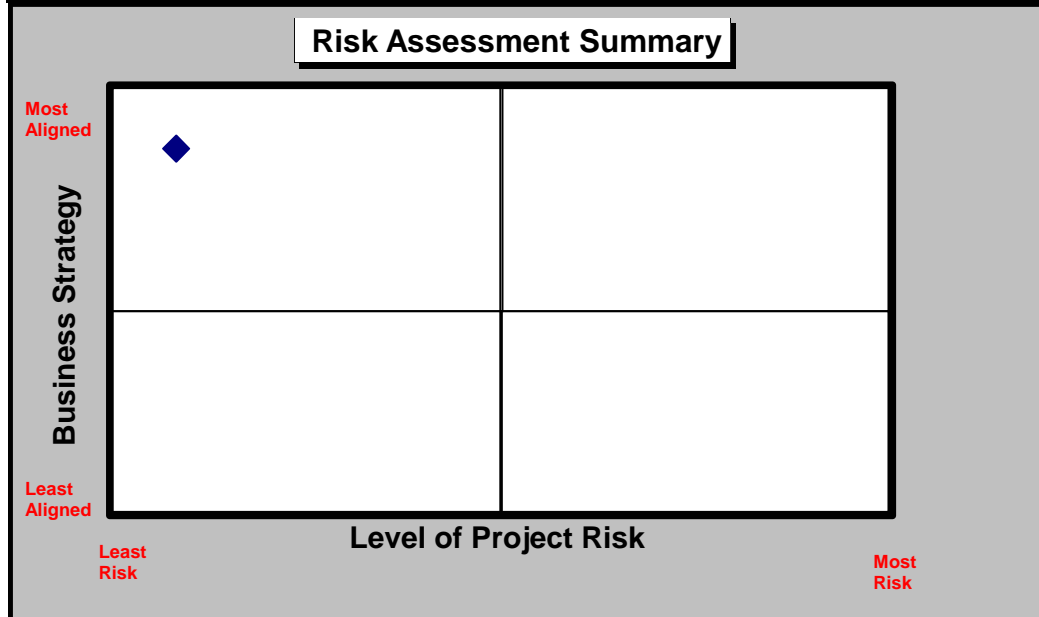 Risk Assessment Summary
Most
Aligned
Business Strategy
Least
Aligned
Level of Project Risk
Least
Risk
Most
Risk